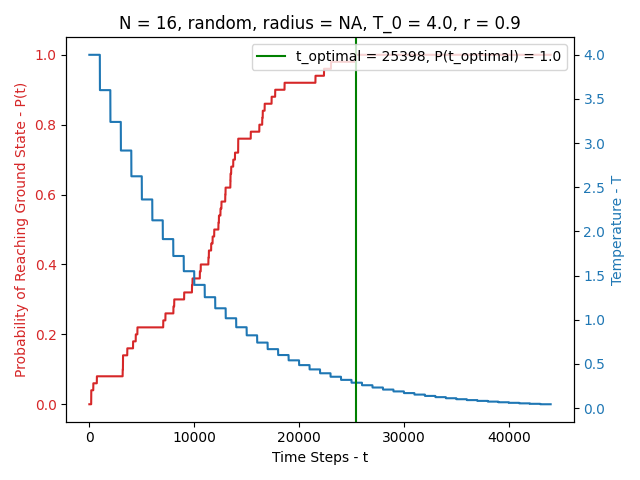 N = 16, random, radius = NA, T_0 = 4.0, r = 0.9
t_optimal = 25398, P(t_optimal) = 1.0
Probability of Reaching Ground State - P(t)
1.0
0.8
0.6
0.4
0.2
0.0
4.0
3.5
3.0
2.5
2.0
1.5
1.0
0.5
0.0
Temperature - T
0 10000 20000 30000 40000
Time Steps - t